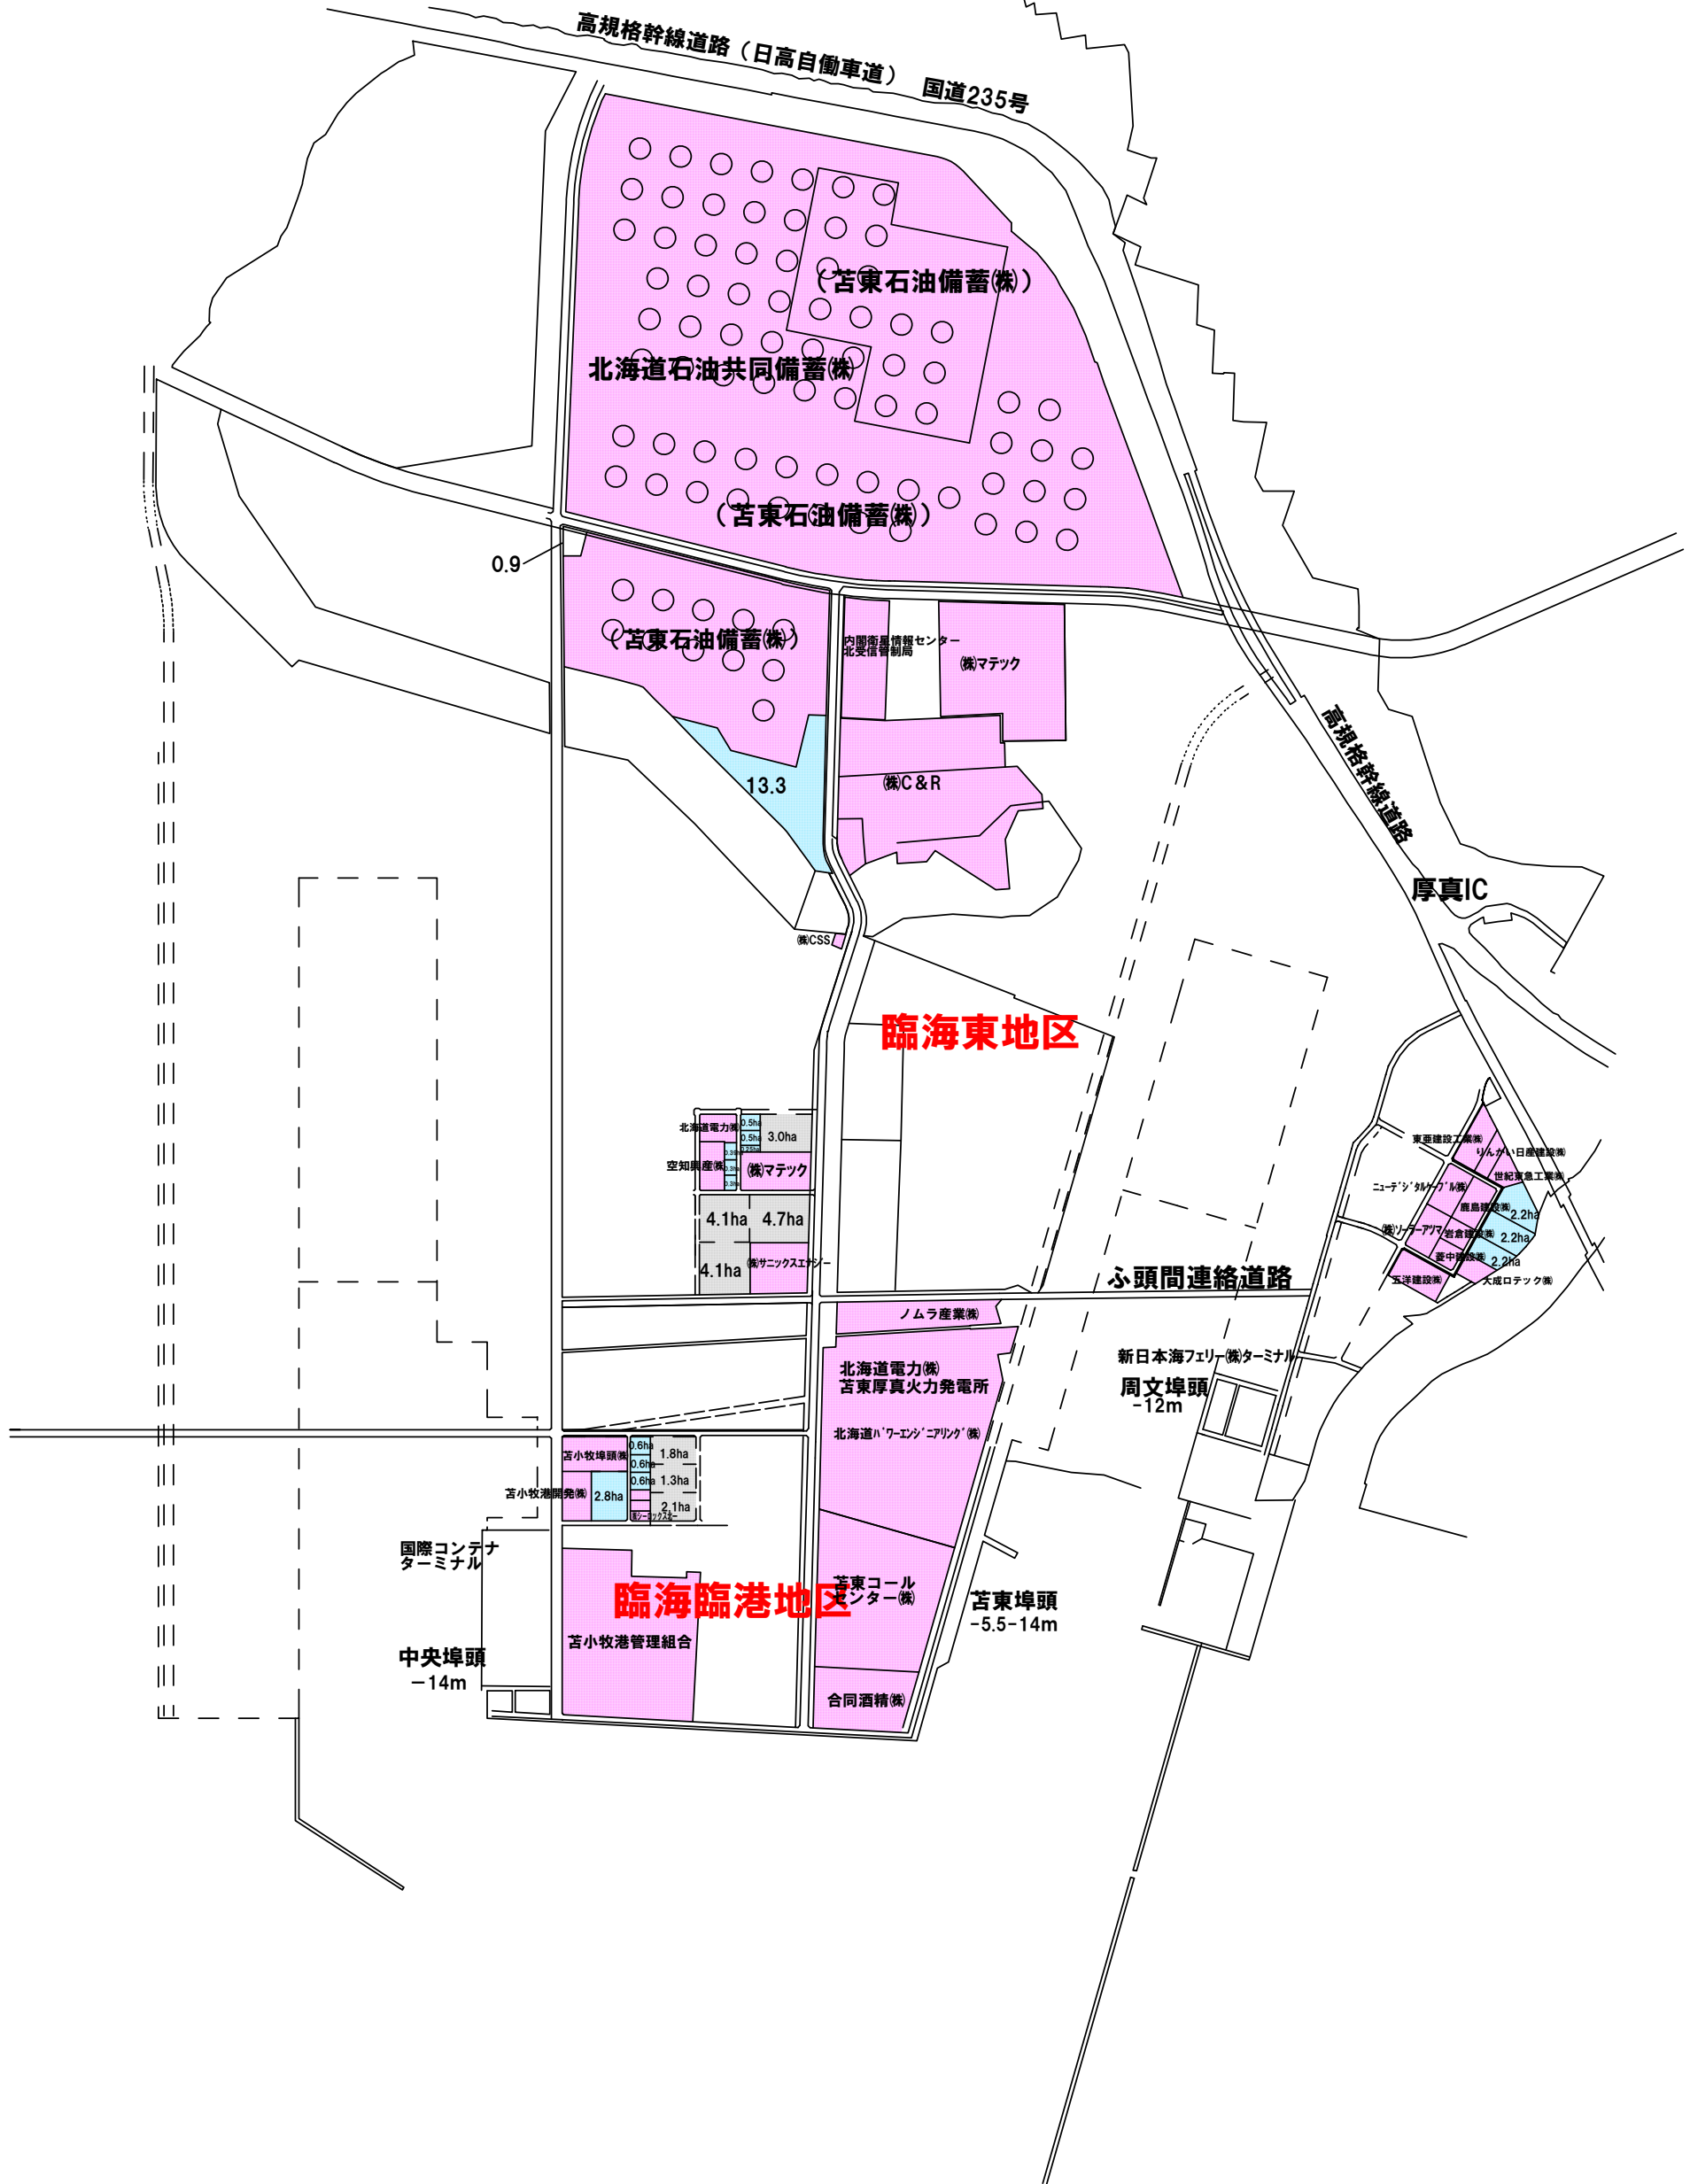 高規格幹線道路（日高自働車道）　国道235号
（苫東石油備蓄㈱）
北海道石油共同備蓄㈱
（苫東石油備蓄㈱）
0.9
（苫東石油備蓄㈱）
内閣衛星情報センター
北受信管制局
㈱マテック
高規格幹線道路
13.3
㈱C＆R
厚真IC
㈱CSS
臨海東地区
北海道電力㈱
0.5ha
0.5ha
0.25ha
3.0ha
空知興産㈱
0.39ha
0.3ha
0.3ha
㈱マテック
4.1ha
4.7ha
4.1ha
㈱サニックスエナジー
東亜建設工業㈱
りんかい日産建設㈱
世紀東急工業㈱
ニューデジタルケーブル㈱
鹿島建設㈱
2.2ha
㈱ソーラーアツマ
岩倉建設㈱
2.2ha
菱中建設㈱
2.2ha
五洋建設㈱
大成ロテック㈱
ふ頭間連絡道路
ノムラ産業㈱
北海道電力㈱
苫東厚真火力発電所
新日本海フェリー㈱ターミナル
周文埠頭
-12m
北海道パワーエンジニアリング㈱
苫小牧埠頭㈱
0.6ha
0.6ha
0.6ha
1.8ha
1.3ha
2.1ha
苫小牧港開発㈱
2.8ha
国際コンテナ
ターミナル
臨海臨港地区
苫東コール
センター㈱
苫東埠頭
-5.5-14m
苫小牧港管理組合
中央埠頭
－14m
合同酒精㈱